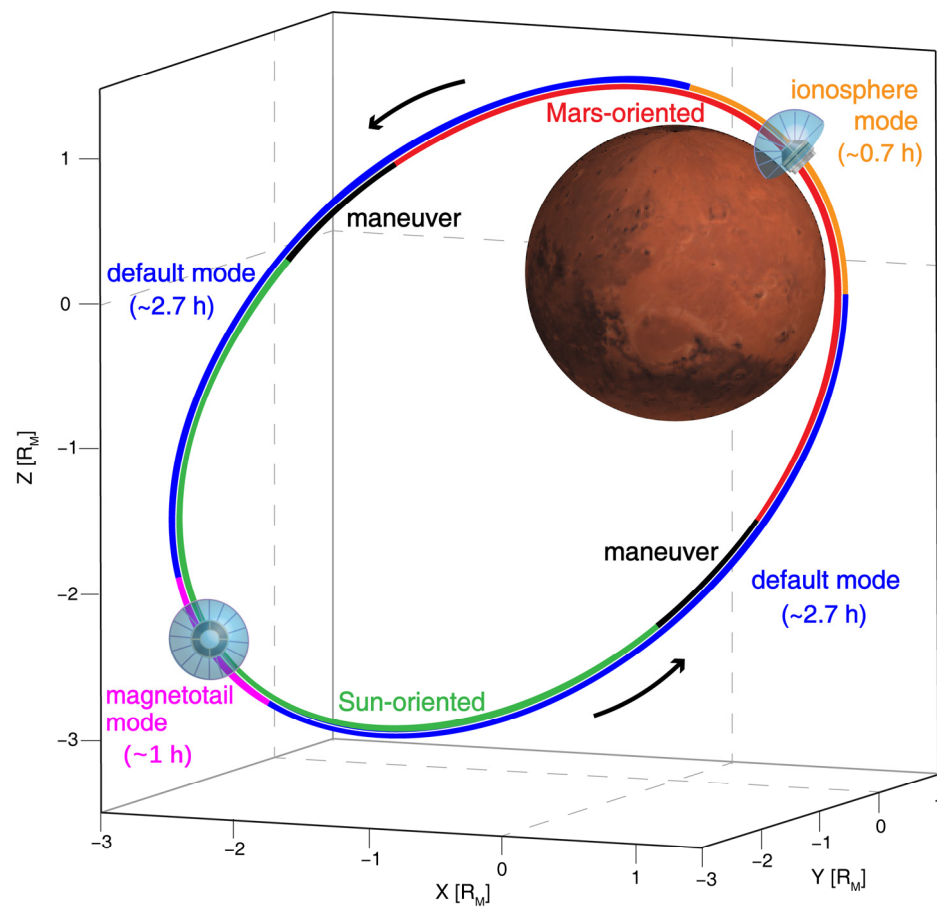 ionosphere
mode
(~0.7 h)
Mars-oriented
maneuver
default mode
(~2.7 h)
maneuver
default mode
(~2.7 h)
Sun-oriented
magnetotail
mode
(~1 h)
1
0
−1
−2
−3
Z [R_M]
−3
−2
−1
0
1
X [R_M]
−3
−2
−1
0
Y [R_M]